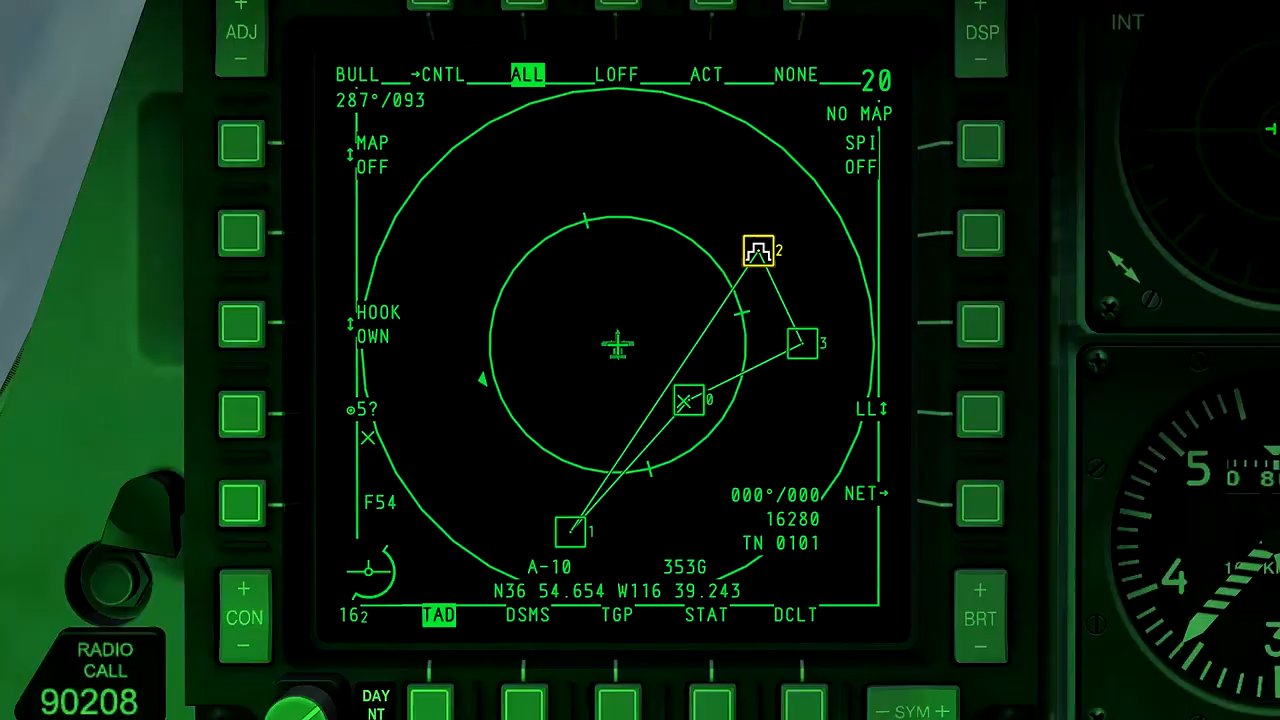 ADJ
DSP
INT
BULL →CNTL ALL LOFF ACT NONE 20
287°/093
NO MAP
MAP
OFF
SPI
OFF
2
HOOK
OWN
3
0
5?
LL↕
F54
000°/000
NET→
16280
1
TN 0101
A-10 353G
N36 54.654 W116 39.243
162
TAD DSMS TGP STAT DCLT
+
CON
−
+
BRT
−
5
0 8
4
3
RADIO
CALL
90208
DAY
NT
− SYM +